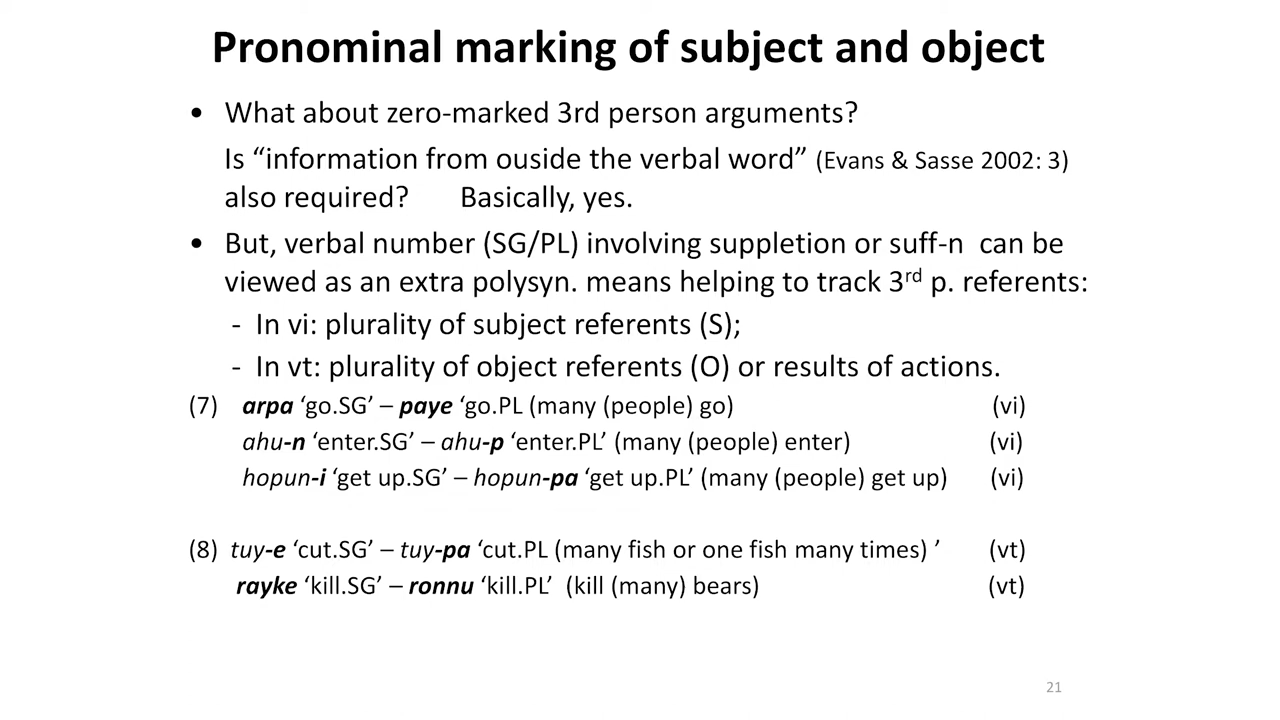 Pronominal marking of subject and object
• What about zero-marked 3rd person arguments?
Is “information from ouside the verbal word” (Evans & Sasse 2002: 3)
also required? Basically, yes.
• But, verbal number (SG/PL) involving suppletion or suff-n can be
viewed as an extra polysyn. means helping to track 3rd p. referents:
- In vi: plurality of subject referents (S);
- In vt: plurality of object referents (O) or results of actions.
(7) arpa ‘go.SG’ – paye ‘go.PL (many (people) go) (vi)
ahu-n ‘enter.SG’ – ahu-p ‘enter.PL’ (many (people) enter) (vi)
hopun-i ‘get up.SG’ – hopun-pa ‘get up.PL’ (many (people) get up) (vi)
(8) tuy-e ‘cut.SG’ – tuy-pa ‘cut.PL (many fish or one fish many times) ’ (vt)
rayke ‘kill.SG’ – ronnu ‘kill.PL’ (kill (many) bears) (vt)
21